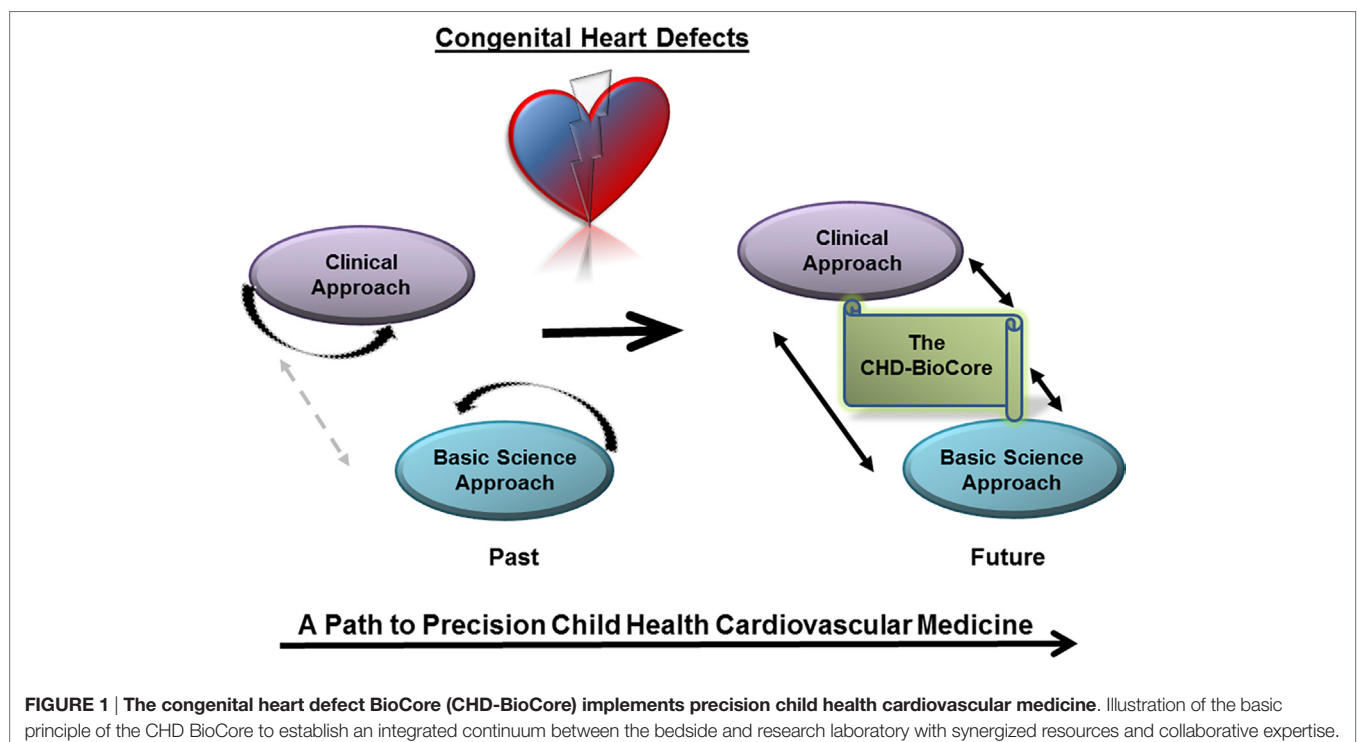 Congenital Heart Defects
Clinical
Approach
Basic Science
Approach
Past
Clinical
Approach
The
CHD-BioCore
Basic Science
Approach
Future
A Path to Precision Child Health Cardiovascular Medicine
FIGURE 1 | The congenital heart defect BioCore (CHD-BioCore) implements precision child health cardiovascular medicine. Illustration of the basic
principle of the CHD BioCore to establish an integrated continuum between the bedside and research laboratory with synergized resources and collaborative expertise.